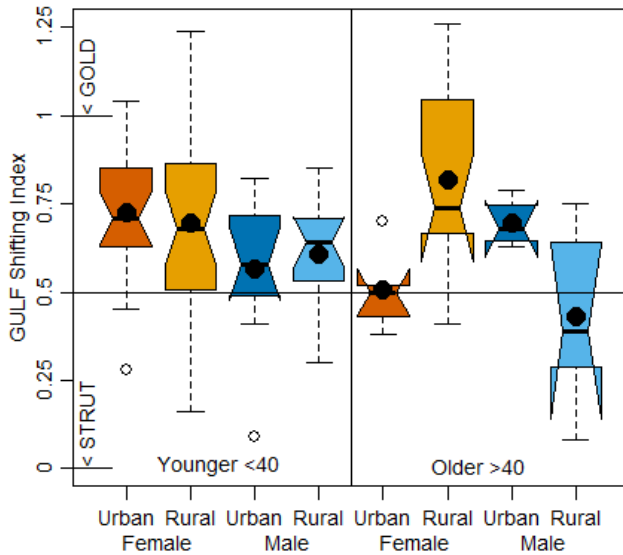 GULF Shifting Index
1.25
1
0.75
0.5
0.25
0
< GOLD
< STRUT
Younger <40
Older >40
Urban Rural Urban Rural Urban Rural Urban Rural
Female Male Female Male